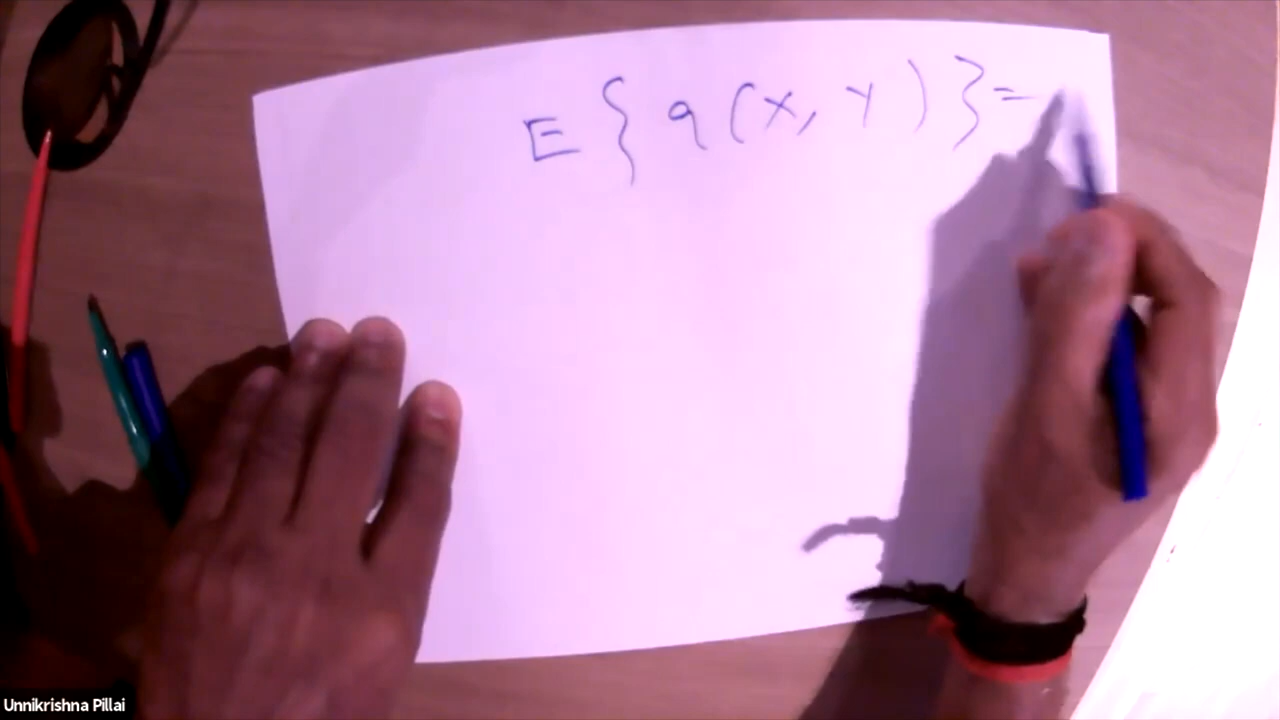 E { g(X, Y) } =
Unnikrishna Pillai